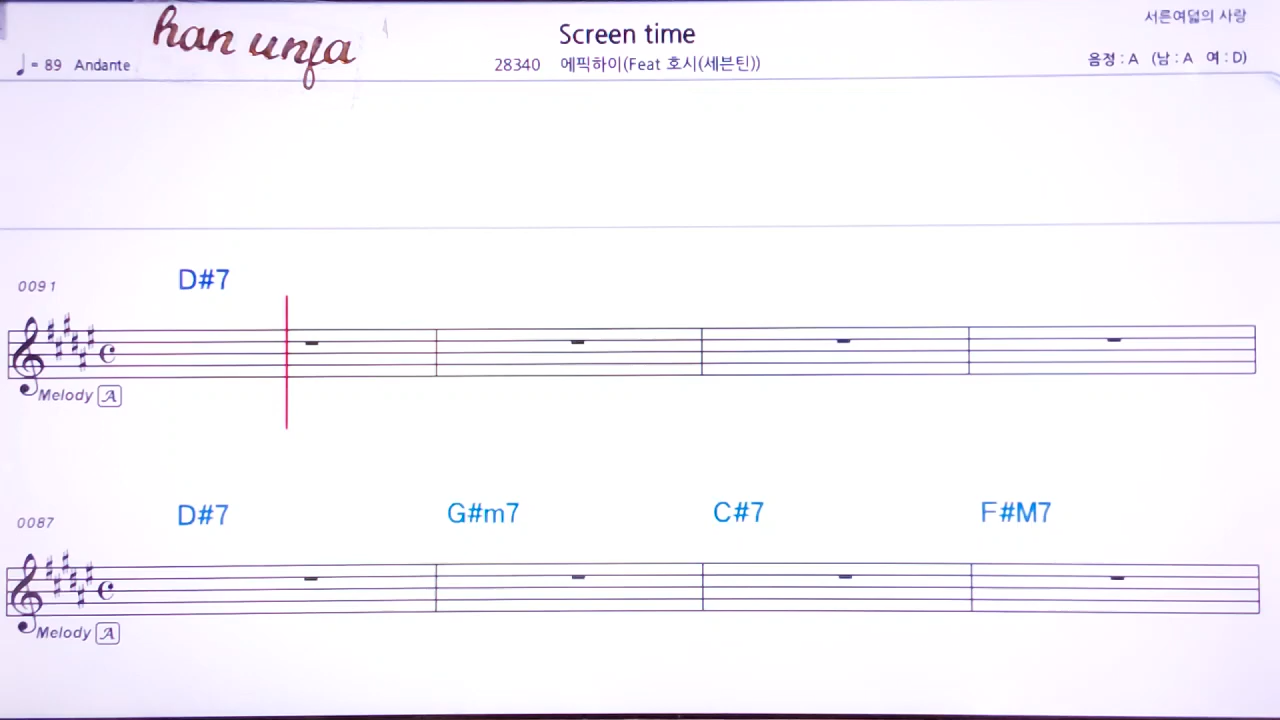 han unfa
Screen time
서른여덟의 사랑
♩= 89 Andante
28340 에픽하이(Feat 호시(세븐틴))
음정 : A (남 : A 여 : D)
0091
D#7
Melody A
0087
D#7 G#m7 C#7 F#M7
Melody A